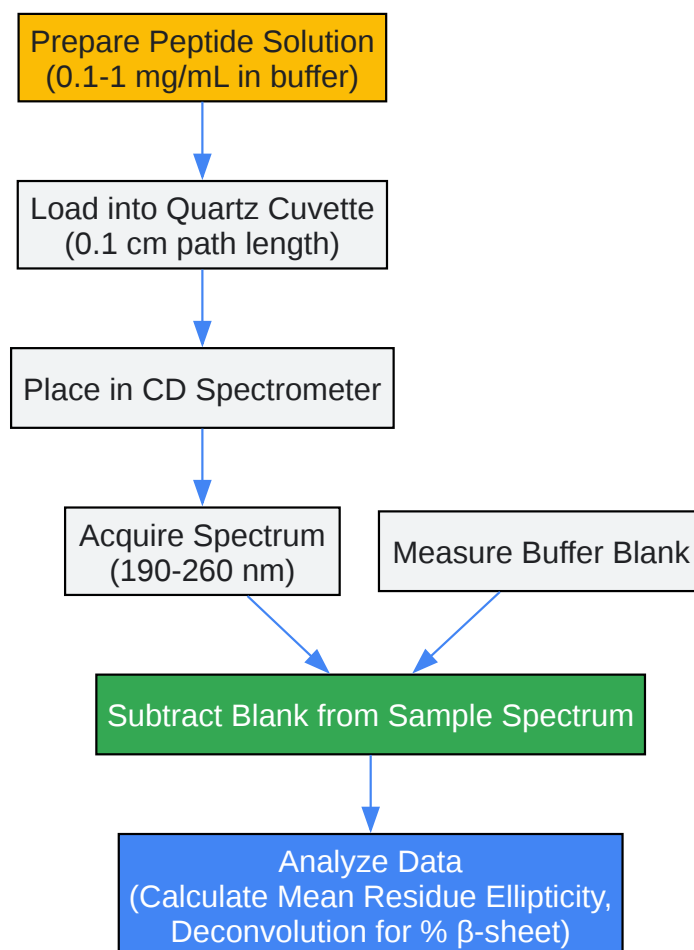 Prepare Peptide Solution
(0.1-1 mg/mL in buffer)
Load into Quartz Cuvette
(0.1 cm path length)
Place in CD Spectrometer
Acquire Spectrum
(190-260 nm)
Measure Buffer Blank
Subtract Blank from Sample Spectrum
Analyze Data
(Calculate Mean Residue Ellipticity,
Deconvolution for % β-sheet)